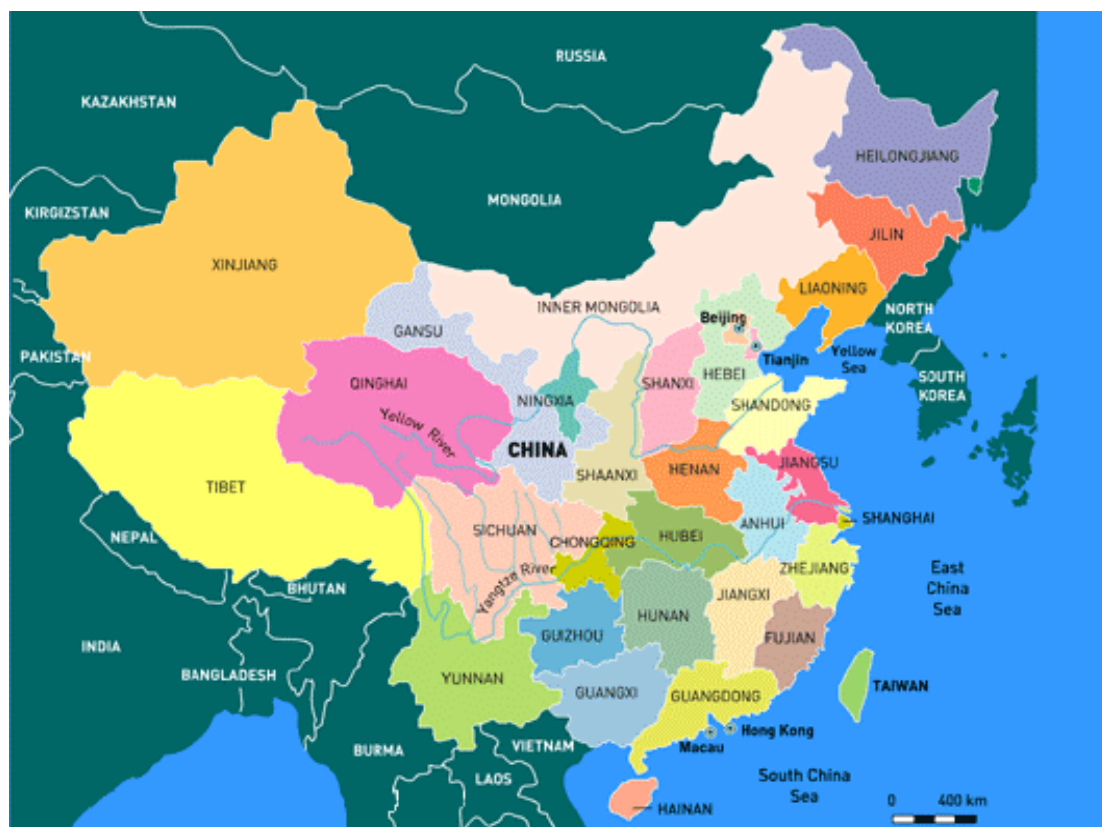 RUSSIA
KAZAKHSTAN
HEILONGJIANG
MONGOLIA
KIRGIZSTAN
JILIN
XINJIANG
LIAONING
INNER MONGOLIA
NORTH
KOREA
Beijing
GANSU
Yellow
Sea
Tianjin
PAKISTAN
HEBEI
SHANXI
SOUTH
KOREA
QINGHAI
NINGXIA
SHANDONG
Yellow River
CHINA
JIANGSU
HENAN
SHAANXI
TIBET
SHANGHAI
ANHUI
SICHUAN
HUBEI
CHONGQING
NEPAL
ZHEJIANG
East
China
Sea
Yangtza River
BHUTAN
JIANGXI
HUNAN
GUIZHOU
FUJIAN
INDIA
BANGLADESH
YUNNAN
TAIWAN
GUANGXI
GUANGDONG
Hong Kong
Macau
VIETNAM
BURMA
LAOS
South China
Sea
0 400 km
HAINAN